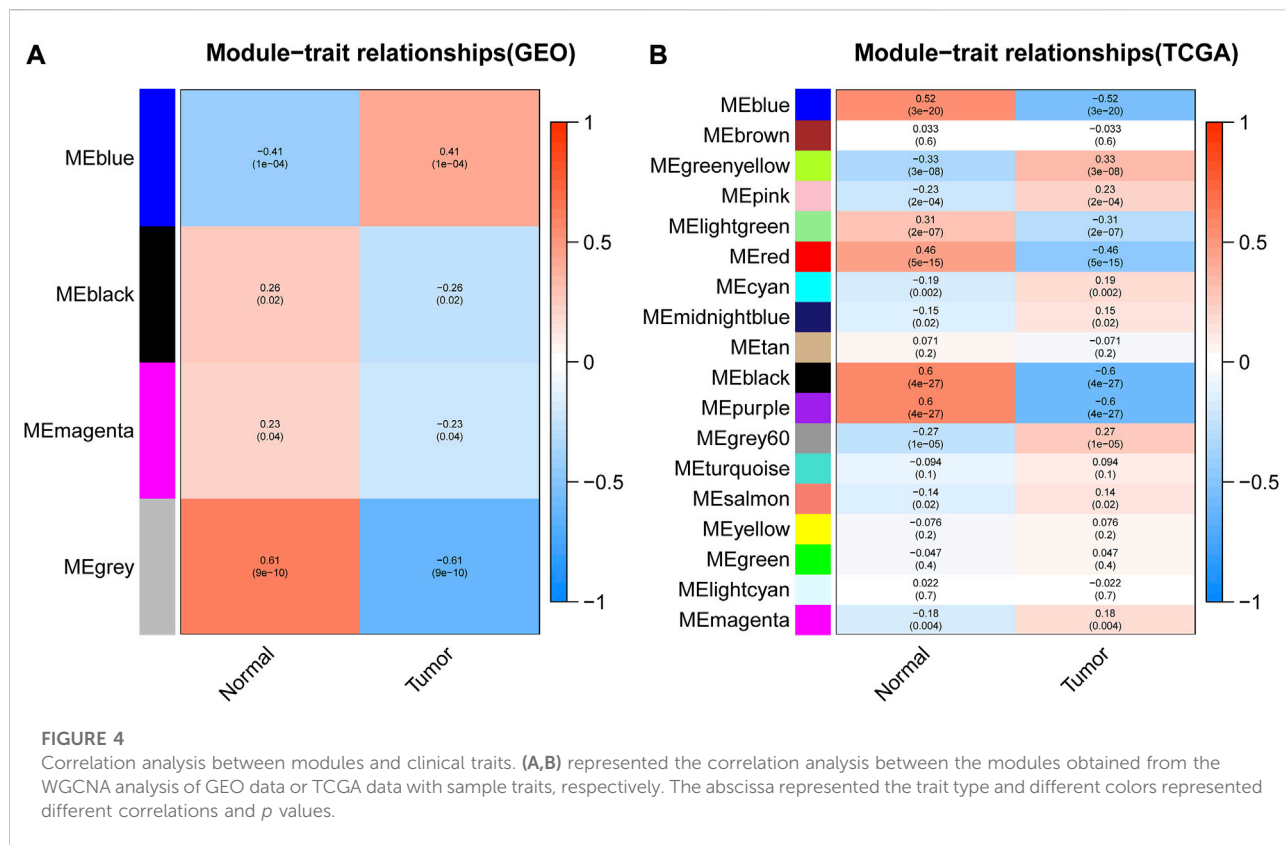 A
Module−trait relationships(GEO)
MEblue
−0.41
(1e−04)
0.41
(1e−04)
MEblack
0.26
(0.02)
−0.26
(0.02)
MEmagenta
0.23
(0.04)
−0.23
(0.04)
MEgrey
0.61
(9e−10)
−0.61
(9e−10)
Normal
Tumor
1
0.5
0
−0.5
−1
B
Module−trait relationships(TCGA)
MEblue
0.52
(3e−20)
−0.52
(3e−20)
MEbrown
0.033
(0.6)
−0.033
(0.6)
MEgreenyellow
−0.33
(3e−08)
0.33
(3e−08)
MEpink
−0.23
(2e−04)
0.23
(2e−04)
MElightgreen
0.31
(2e−07)
−0.31
(2e−07)
MEred
0.46
(5e−15)
−0.46
(5e−15)
MEcyan
−0.19
(0.002)
0.19
(0.002)
MEmidnightblue
−0.15
(0.02)
0.15
(0.02)
MEtan
0.071
(0.2)
−0.071
(0.2)
MEblack
0.6
(4e−27)
−0.6
(4e−27)
MEpurple
0.6
(4e−27)
−0.6
(4e−27)
MEgrey60
−0.27
(1e−05)
0.27
(1e−05)
MEturquoise
−0.094
(0.1)
0.094
(0.1)
MEsalmon
−0.14
(0.02)
0.14
(0.02)
MEyellow
−0.076
(0.2)
0.076
(0.2)
MEgreen
−0.047
(0.4)
0.047
(0.4)
MElightcyan
0.022
(0.7)
−0.022
(0.7)
MEmagenta
−0.18
(0.004)
0.18
(0.004)
Normal
Tumor
1
0.5
0
−0.5
−1
FIGURE 4
Correlation analysis between modules and clinical traits. (A,B) represented the correlation analysis between the modules obtained from the
WGCNA analysis of GEO data or TCGA data with sample traits, respectively. The abscissa represented the trait type and different colors represented
different correlations and p values.